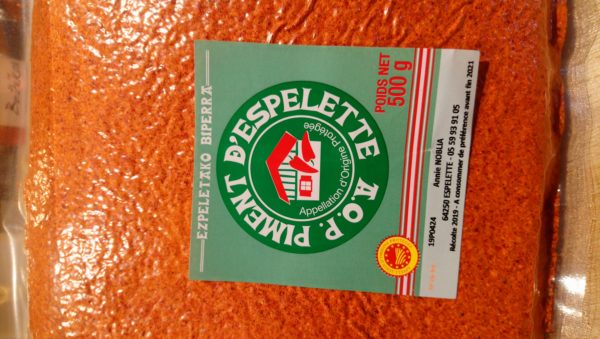 EZPELETAKO BIPERRA
PIMENT D'ESPELETTE A.O.P.
Appellation d'Origine Protégée
POIDS NET
500 g
19PO424
Annie NOBLIA
64250 ESPELETTE - 05 59 93 91 05
Récolte 2019 - A consommer de préférence avant fin 2021